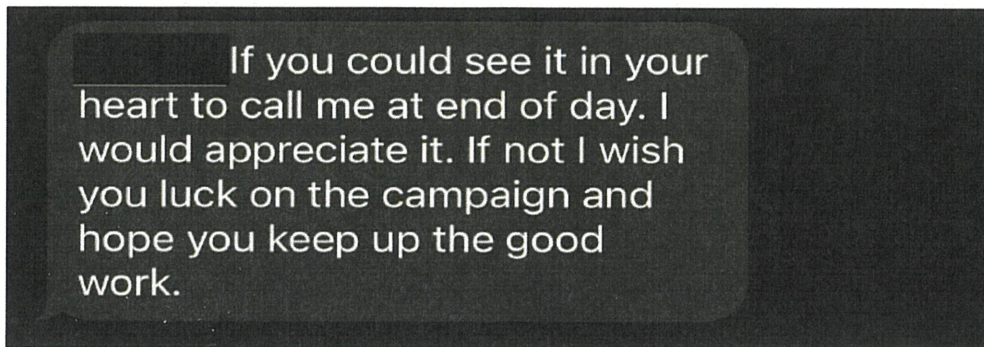 If you could see it in your
heart to call me at end of day. I
would appreciate it. If not I wish
you luck on the campaign and
hope you keep up the good
work.